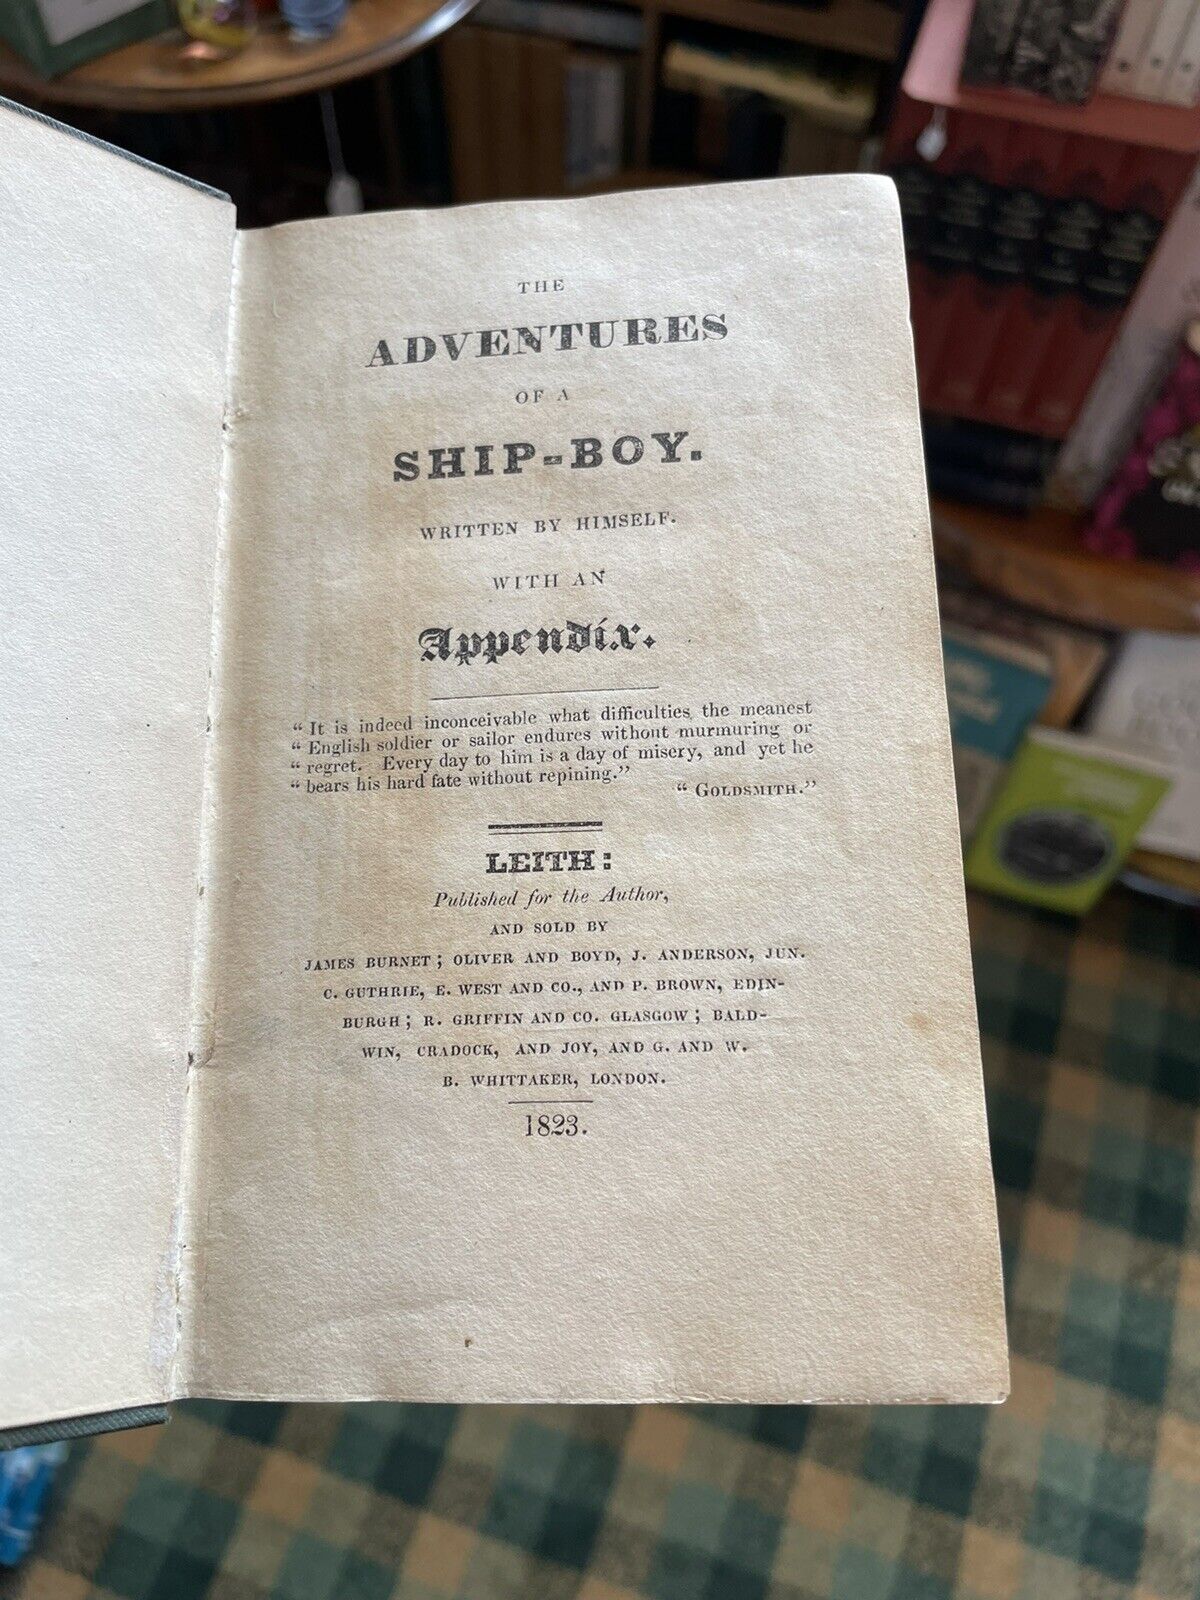 THE
ADVENTURES
OF A
SHIP-BOY.
WRITTEN BY HIMSELF.
WITH AN
Appendix.
“ It is indeed inconceivable what difficulties the meanest
“ English soldier or sailor endures without murmuring or
“ regret. Every day to him is a day of misery, and yet he
“ bears his hard fate without repining.”
“ GOLDSMITH.”
LEITH:
Published for the Author,
AND SOLD BY
JAMES BURNET; OLIVER AND BOYD, J. ANDERSON, JUN.
C. GUTHRIE, E. WEST AND CO., AND P. BROWN, EDIN-
BURGH; R. GRIFFIN AND CO. GLASGOW; BALD-
WIN, CRADOCK, AND JOY, AND G. AND W.
B. WHITTAKER, LONDON.
1823.